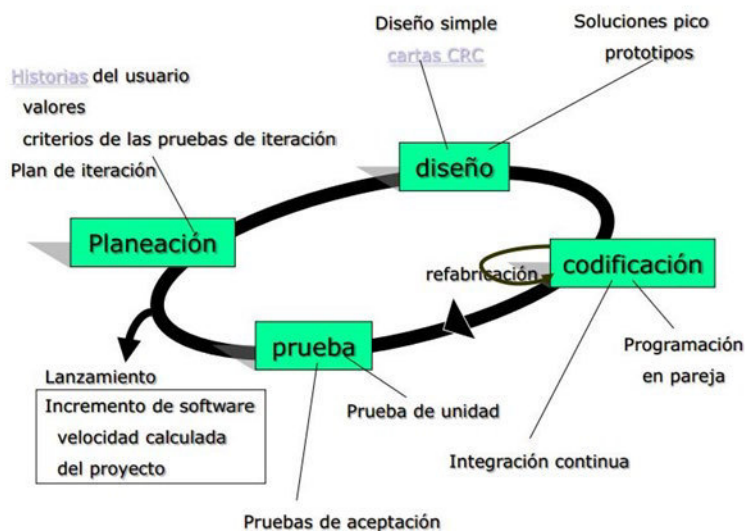 Diseño simple
cartas CRC
Soluciones pico
prototipos
Historias del usuario
valores
criterios de las pruebas de iteración
Plan de iteración
diseño
Planeación
refabricación
codificación
prueba
Programación
en pareja
Lanzamiento
Incremento de software
velocidad calculada
del proyecto
Prueba de unidad
Integración continua
Pruebas de aceptación